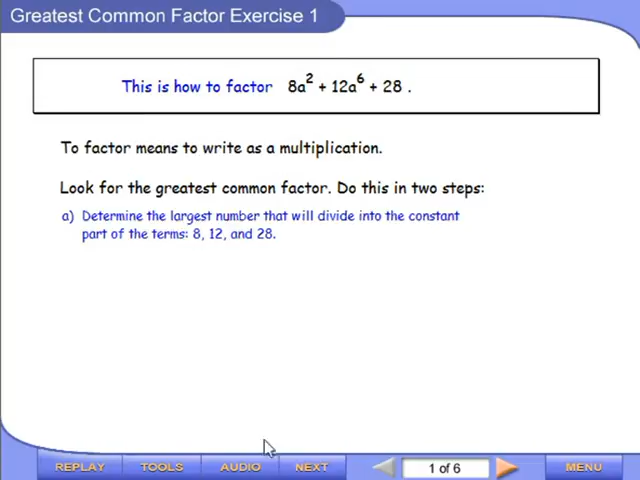 Greatest Common Factor Exercise 1
This is how to factor 8a² + 12a⁶ + 28 .
To factor means to write as a multiplication.
Look for the greatest common factor. Do this in two steps:
a) Determine the largest number that will divide into the constant
part of the terms: 8, 12, and 28.
REPLAY TOOLS AUDIO NEXT 1 of 6 MENU